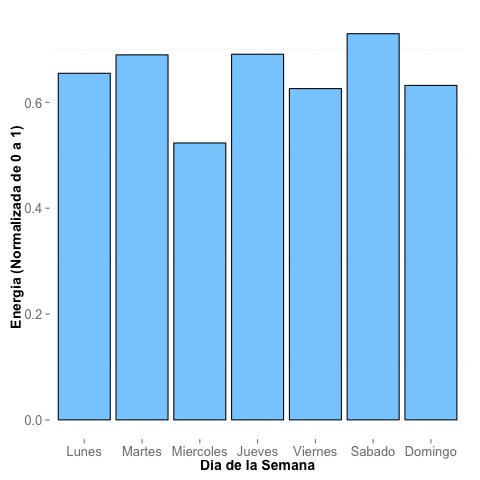 Energia (Normalizada de 0 a 1)
0.6
0.4
0.2
0.0
Lunes Martes Miercoles Jueves Viernes Sabado Domingo
Dia de la Semana